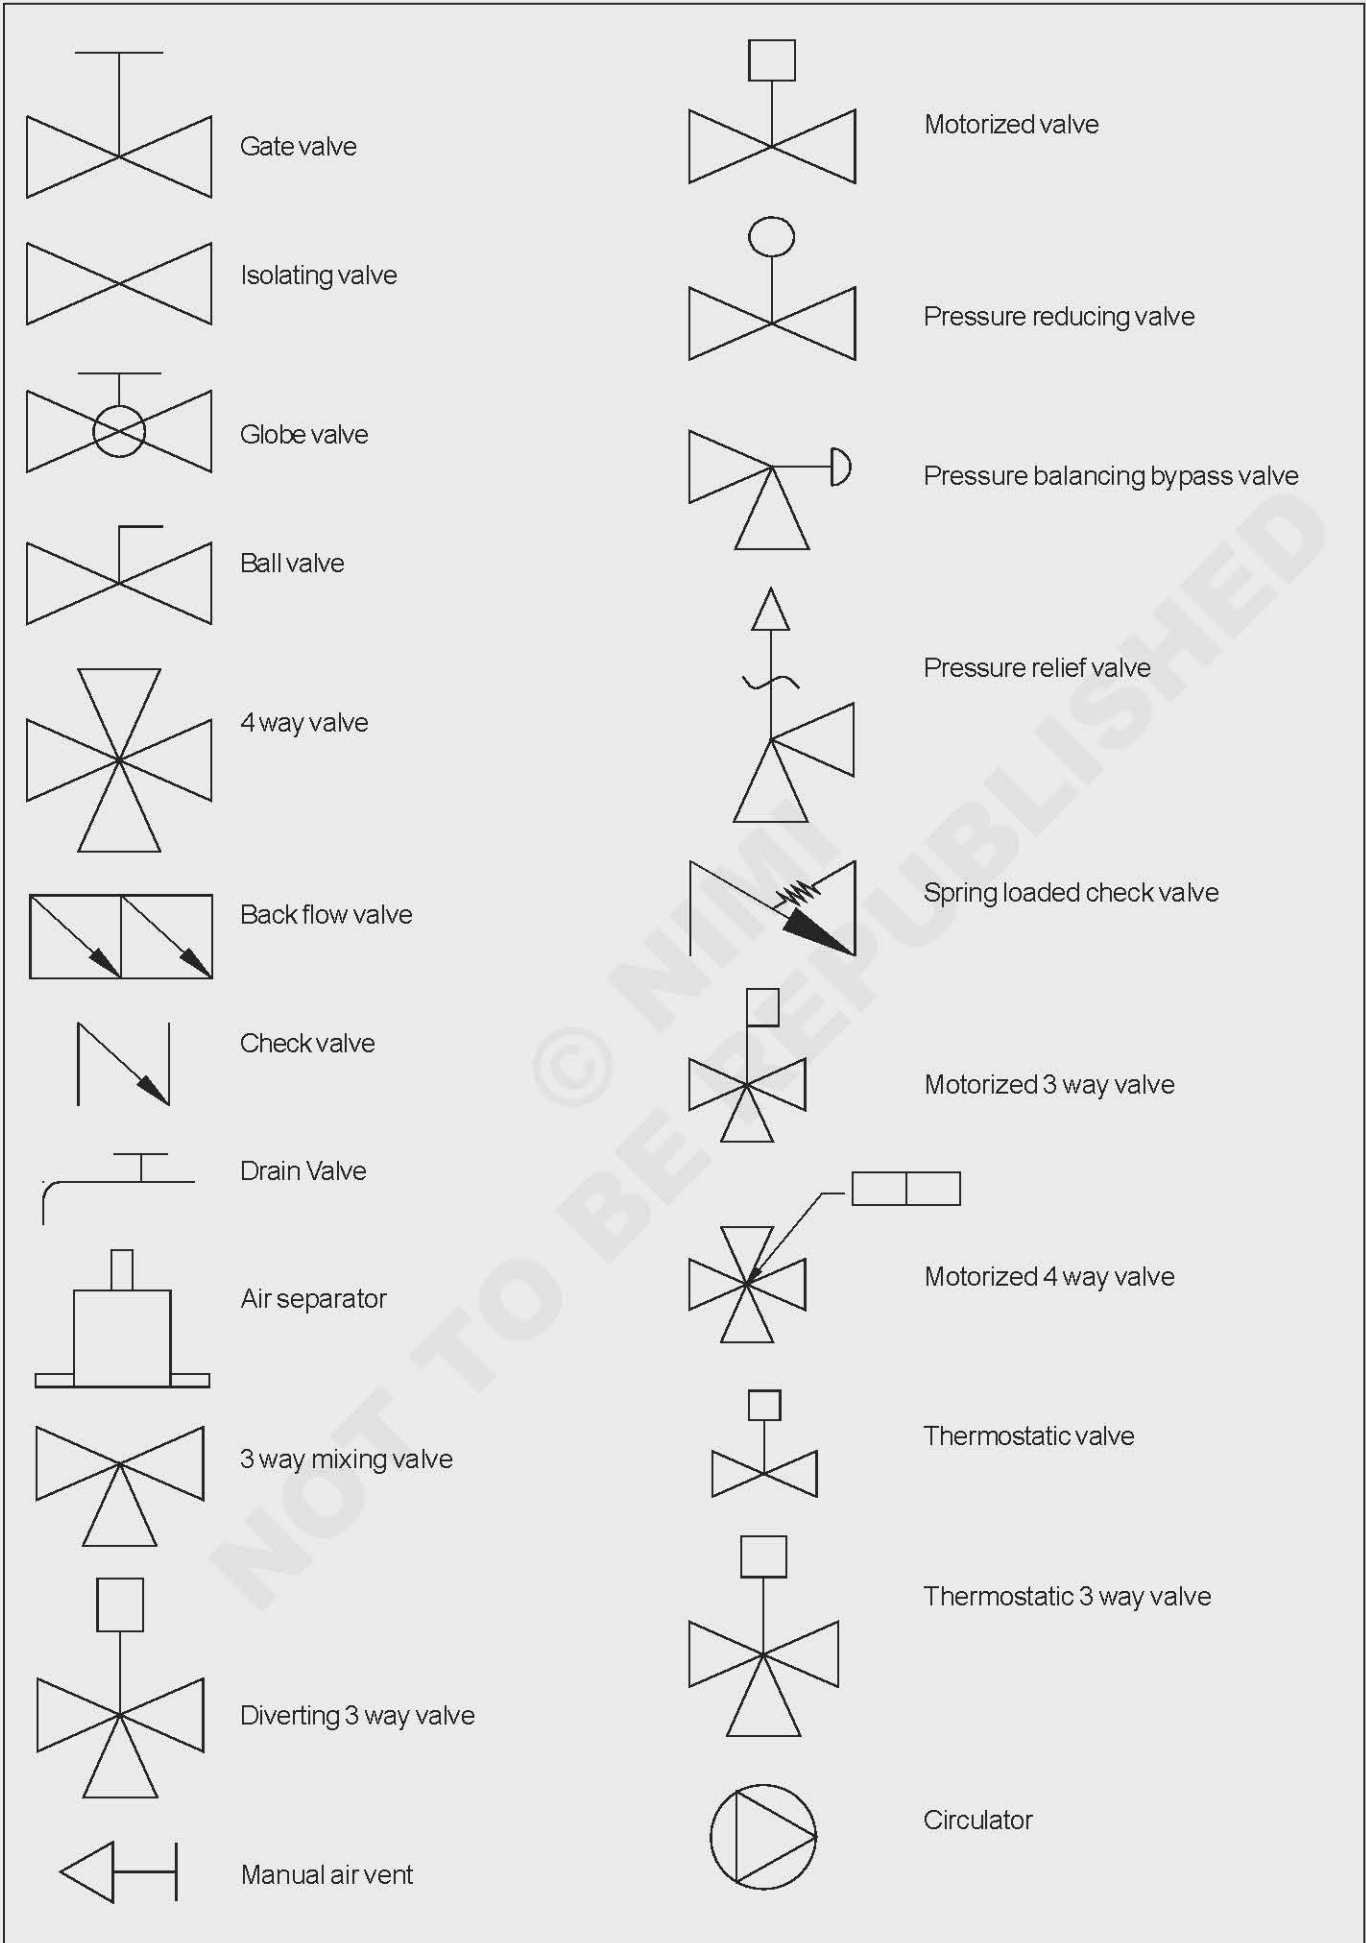 Gate valve
Isolating valve
Globe valve
Ball valve
4 way valve
Back flow valve
Check valve
Drain Valve
Air separator
3 way mixing valve
Diverting 3 way valve
Manual air vent
Motorized valve
Pressure reducing valve
Pressure balancing bypass valve
Pressure relief valve
Spring loaded check valve
Motorized 3 way valve
Motorized 4 way valve
Thermostatic valve
Thermostatic 3 way valve
Circulator
© NIMI
NOT TO BE REPUBLISHED